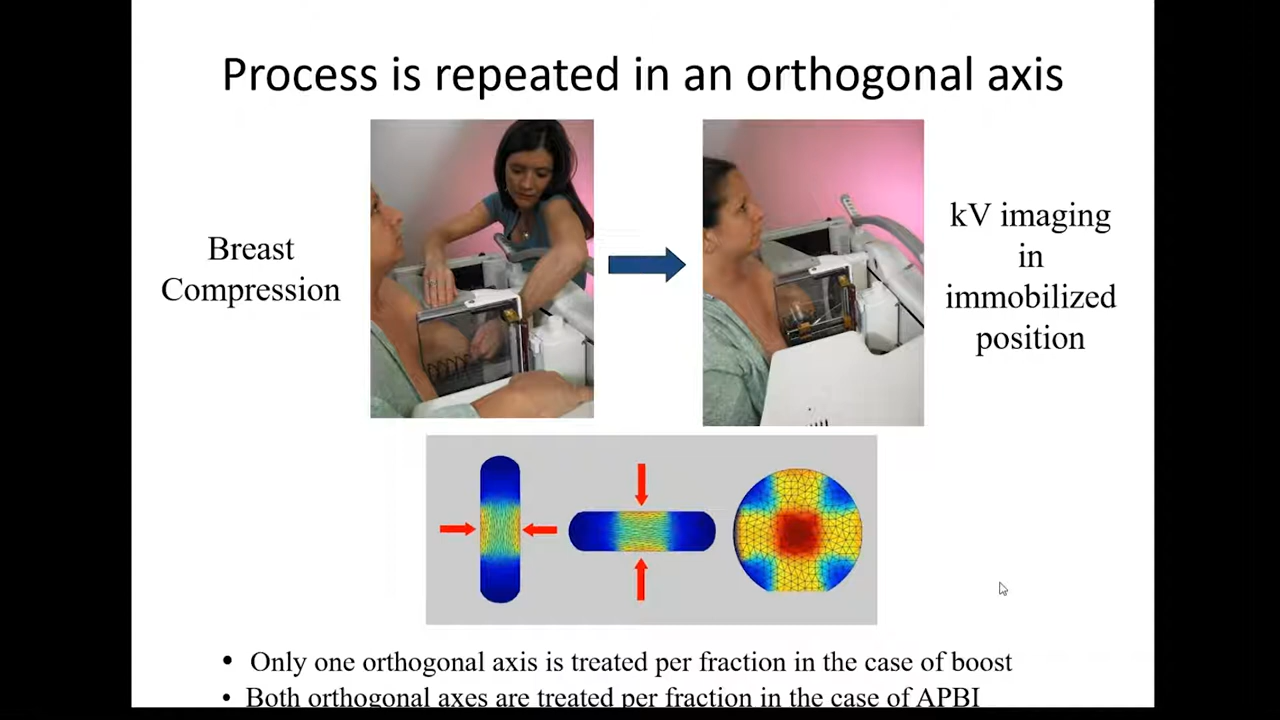 Process is repeated in an orthogonal axis
Breast
Compression
kV imaging
in
immobilized
position
• Only one orthogonal axis is treated per fraction in the case of boost
• Both orthogonal axes are treated per fraction in the case of APBI